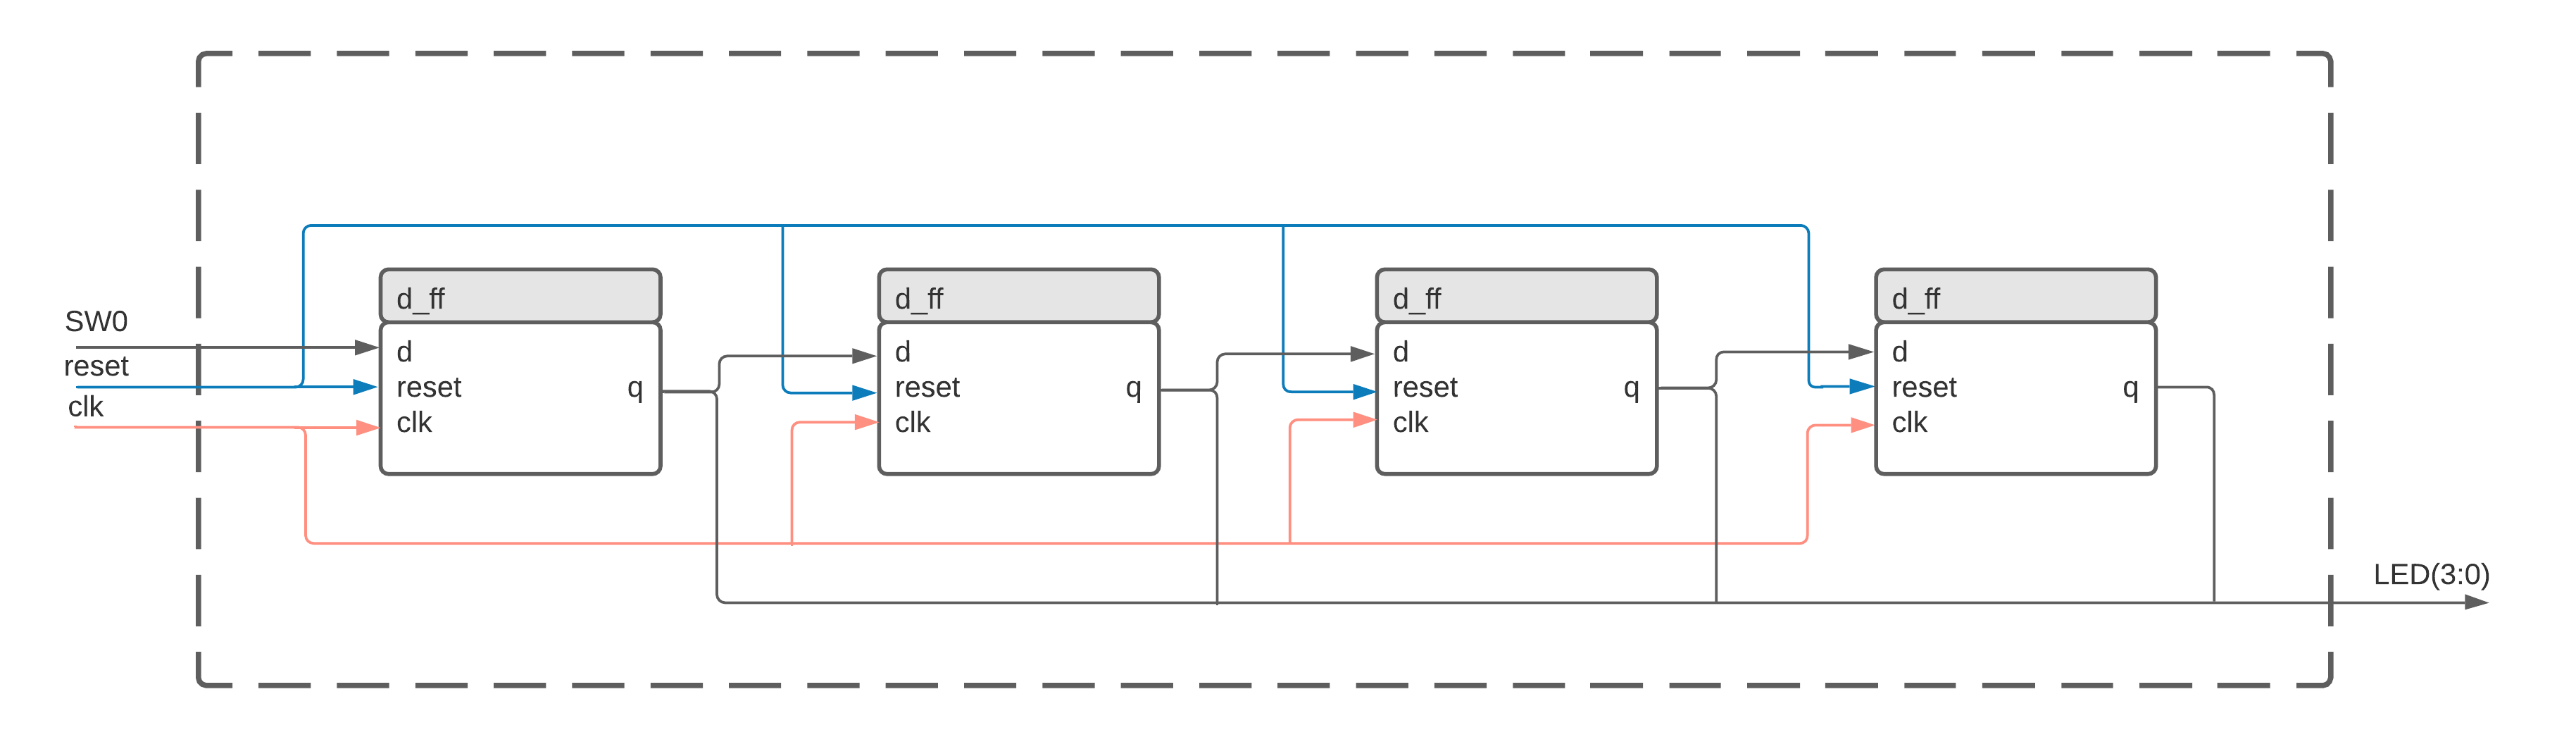 SW0
reset
clk
d_ff
d
reset
clk
q
d_ff
d
reset
clk
q
d_ff
d
reset
clk
q
d_ff
d
reset
clk
q
LED(3:0)